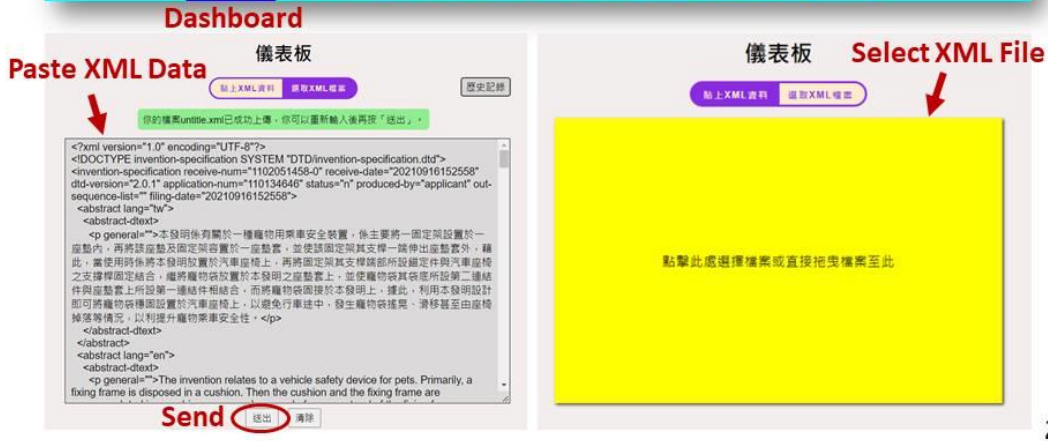 Dashboard
儀表板
Paste XML Data
貼上XML資料 選取XML檔案
歷史記錄
你的檔案untitle.xml已成功上傳，你可以重新輸入後再按「送出」。
<?xml version="1.0" encoding="UTF-8"?>
<!DOCTYPE invention-specification SYSTEM "DTD/invention-specification.dtd">
<invention-specification receive-num="1102051458-0" receive-date="20210916152558"
dtd-version="2.0.1" application-num="110134646" status="n" produced-by="applicant" out-
sequence-list="" filing-date="20210916152558">
<abstract lang="tw">
<abstract-dtext>
<p general="">本發明係有關於一種寵物用乘車安全裝置，係主要將一固定架設置於一
座墊內，再將該座墊及固定架容置於一座墊套，並使該固定架其支桿一端伸出座墊套外，藉
此，當使用時係將本發明放置於汽車座椅上，再將固定架其支桿端部所設錨定件與汽車座椅
之支撐桿固定結合，繼將寵物袋放置於本發明之座墊套上，並使寵物袋其袋底所設第二連結
件與座墊套上所設第一連結件相結合，而將寵物袋固接於本發明上，據此，利用本發明設計
即可將寵物袋穩固設置於汽車座椅上，以避免行車途中，發生寵物袋搖晃、滑移甚至由座椅
掉落等情況，以利提升寵物乘車安全性。</p>
</abstract-dtext>
</abstract>
<abstract lang="en">
<abstract-dtext>
<p general="">The invention relates to a vehicle safety device for pets. Primarily, a
fixing frame is disposed in a cushion. Then the cushion and the fixing frame are
Send 送出 清除
儀表板
Select XML File
貼上XML資料 選取XML檔案
點擊此處選擇檔案或直接拖曳檔案至此